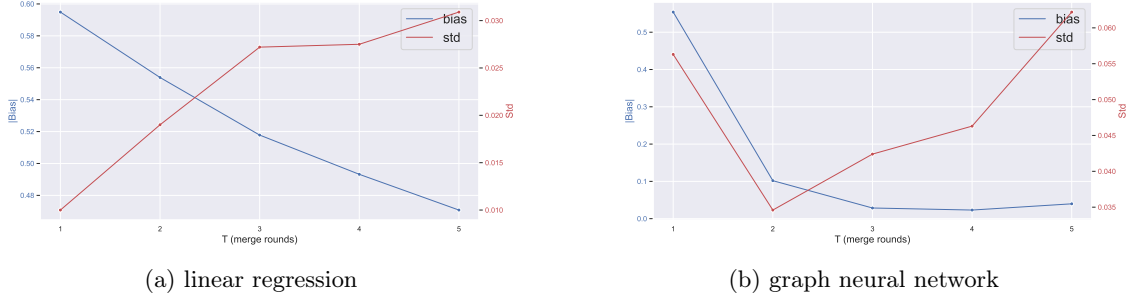 0.60
0.58
0.56
0.54
0.52
0.50
0.48
|Bias|
1
2
3
4
5
T (merge rounds)
0.030
0.025
0.020
0.015
0.010
Std
bias
std
(a) linear regression
0.5
0.4
0.3
0.2
0.1
0.0
|Bias|
1
2
3
4
5
T (merge rounds)
0.060
0.055
0.050
0.045
0.040
0.035
Std
bias
std
(b) graph neural network